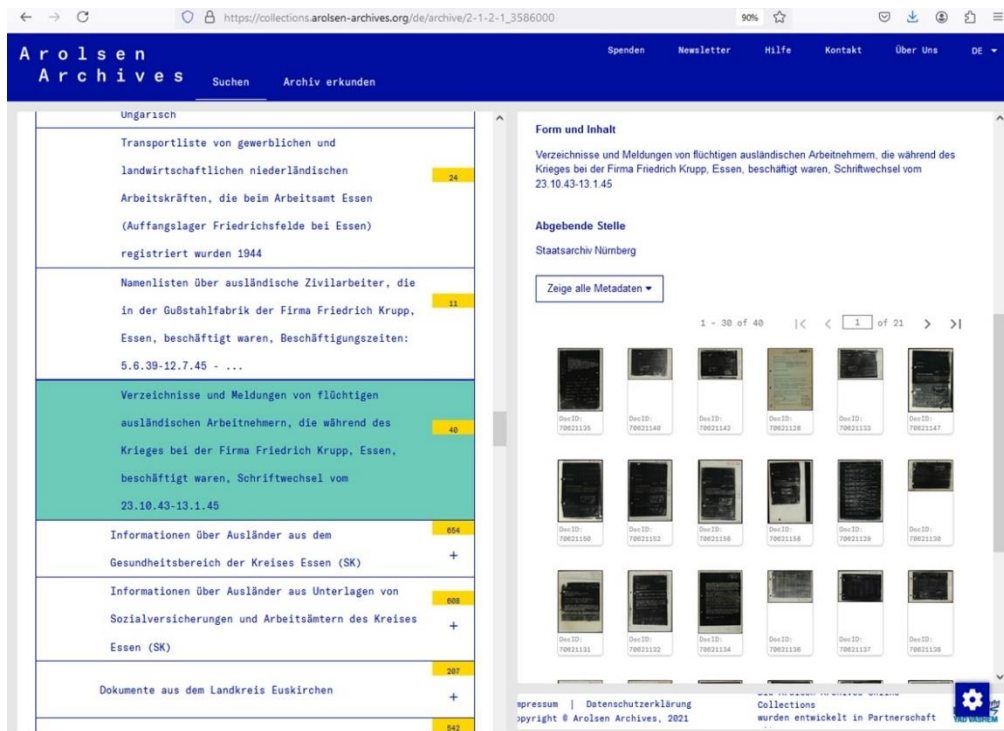 https://collections.arolsen-archives.org/de/archive/2-1-2-1_3586000
90%
Arolsen
Archives
Suchen
Archiv erkunden
Spenden
Newsletter
Hilfe
Kontakt
Über Uns
DE
Ungarisch
Transportliste von gewerblichen und
landwirtschaftlichen niederländischen
Arbeitskräften, die beim Arbeitsamt Essen
(Auffangslager Friedrichsfelde bei Essen)
registriert wurden 1944
24
Namenlisten über ausländische Zivilarbeiter, die
in der Gußstahlfabrik der Firma Friedrich Krupp,
Essen, beschäftigt waren, Beschäftigungszeiten:
5.6.39-12.7.45 - ...
11
Verzeichnisse und Meldungen von flüchtigen
ausländischen Arbeitnehmern, die während des
Krieges bei der Firma Friedrich Krupp, Essen,
beschäftigt waren, Schriftwechsel vom
23.10.43-13.1.45
40
Informationen über Ausländer aus dem
Gesundheitsbereich der Kreises Essen (SK)
654
+
Informationen über Ausländer aus Unterlagen von
Sozialversicherungen und Arbeitsämtern des Kreises
Essen (SK)
608
+
Dokumente aus dem Landkreis Euskirchen
207
+
542
Form und Inhalt
Verzeichnisse und Meldungen von flüchtigen ausländischen Arbeitnehmern, die während des
Krieges bei der Firma Friedrich Krupp, Essen, beschäftigt waren, Schriftwechsel vom
23.10.43-13.1.45
Abgebende Stelle
Staatsarchiv Nürnberg
Zeige alle Metadaten
1 - 30 of 40
1 of 21
DocID:
70621135
DocID:
70621140
DocID:
70621142
DocID:
70621128
DocID:
70621133
DocID:
70621147
DocID:
70621150
DocID:
70621152
DocID:
70621156
DocID:
70621158
DocID:
70621129
DocID:
70621130
DocID:
70621131
DocID:
70621132
DocID:
70621134
DocID:
70621136
DocID:
70621137
DocID:
70621138
mpressum | Datenschutzerklärung
opyright © Arolsen Archives, 2021
Die Arolsen Archives Online
Collections
wurden entwickelt in Partnerschaft
YAD VASHEM